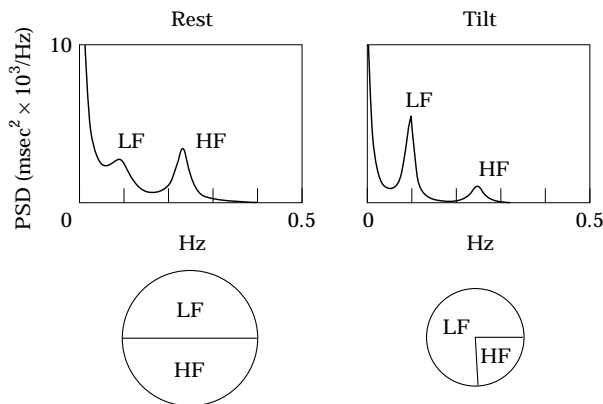 Rest
Tilt
PSD (msec² × 10³/Hz)
10
LF
HF
0
0.5
Hz
LF
HF
0
0.5
Hz
LF
HF
LF
HF